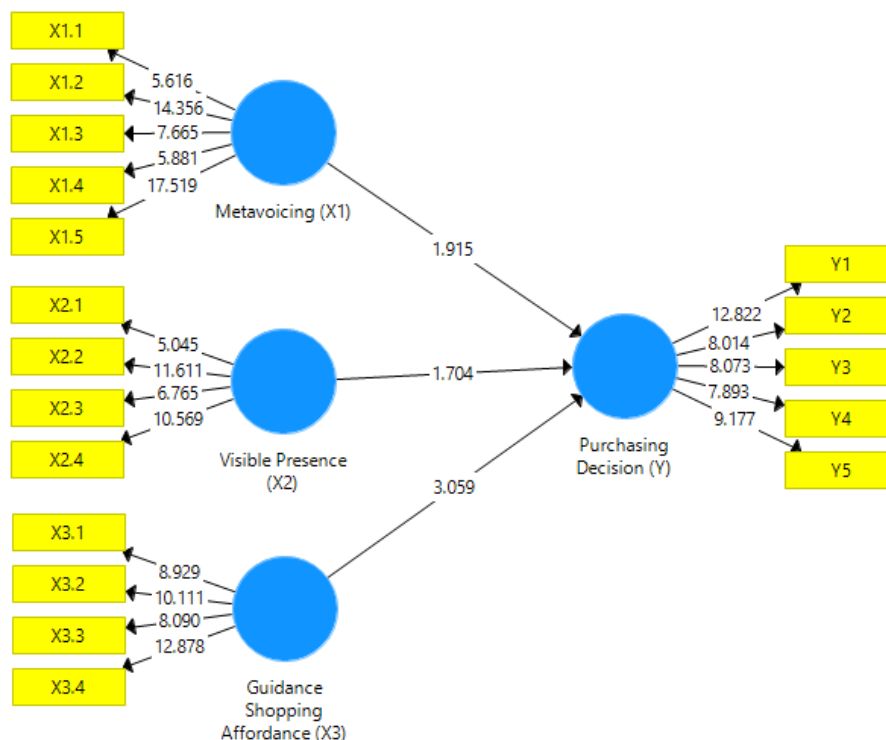 X1.1
X1.2
X1.3
X1.4
X1.5
5.616
14.356
7.665
5.881
17.519
Metavoicing (X1)
1.915
X2.1
X2.2
X2.3
X2.4
5.045
11.611
6.765
10.569
Visible Presence
(X2)
1.704
X3.1
X3.2
X3.3
X3.4
8.929
10.111
8.090
12.878
Guidance
Shopping
Affordance (X3)
3.059
Purchasing
Decision (Y)
12.822
8.014
8.073
7.893
9.177
Y1
Y2
Y3
Y4
Y5